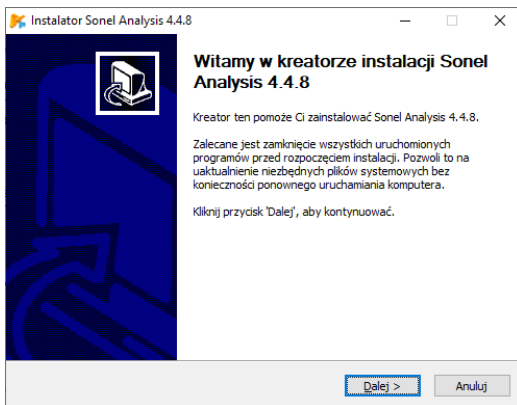 Instalator Sonel Analysis 4.4.8
Witamy w kreatorze instalacji Sonel
Analysis 4.4.8
Kreator ten pomoże Ci zainstalować Sonel Analysis 4.4.8.
Zalecane jest zamknięcie wszystkich uruchomionych
programów przed rozpoczęciem instalacji. Pozwoli to na
uaktualnienie niezbędnych plików systemowych bez
konieczności ponownego uruchamiania komputera.
Kliknij przycisk 'Dalej', aby kontynuować.
Dalej >
Anuluj